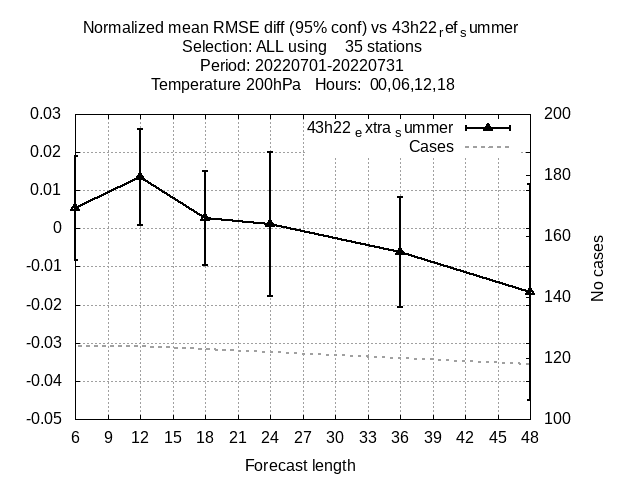 Normalized mean RMSE diff (95% conf) vs 43h22refsummer
Selection: ALL using 35 stations
Period: 20220701-20220731
Temperature 200hPa Hours: 00,06,12,18
43h22extrasummer
Cases
0.03
0.02
0.01
0
-0.01
-0.02
-0.03
-0.04
-0.05
200
180
160
140
120
100
No cases
6 9 12 15 18 21 24 27 30 33 36 39 42 45 48
Forecast length